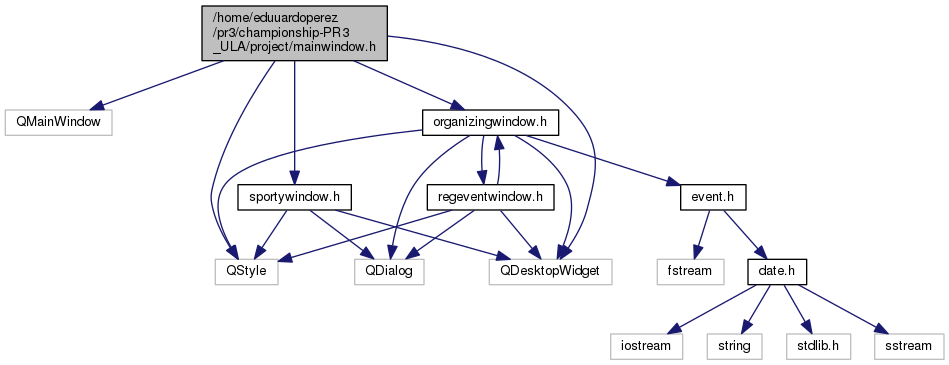 /home/eduuardoperez
/pr3/championship-PR3
_ULA/project/mainwindow.h
QMainWindow
organizingwindow.h
sportywindow.h
regeventwindow.h
event.h
QStyle
QDialog
QDesktopWidget
fstream
date.h
iostream
string
stdlib.h
sstream